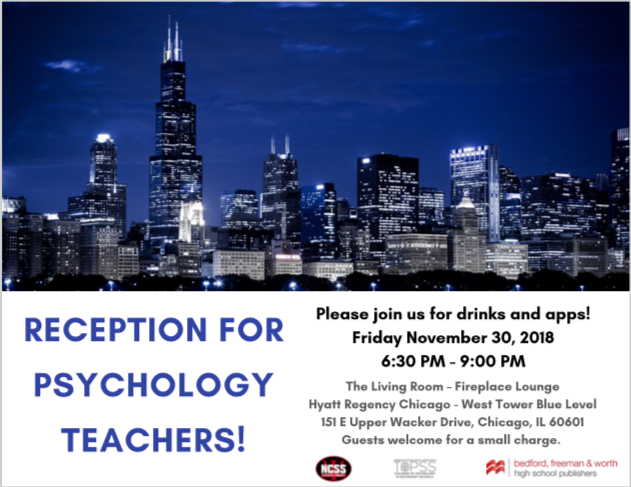 RECEPTION FOR
PSYCHOLOGY
TEACHERS!
Please join us for drinks and apps!
Friday November 30, 2018
6:30 PM - 9:00 PM
The Living Room - Fireplace Lounge
Hyatt Regency Chicago - West Tower Blue Level
151 E Upper Wacker Drive, Chicago, IL 60601
Guests welcome for a small charge.
NCSS
TOPSS
bedford, freeman & worth
high school publishers